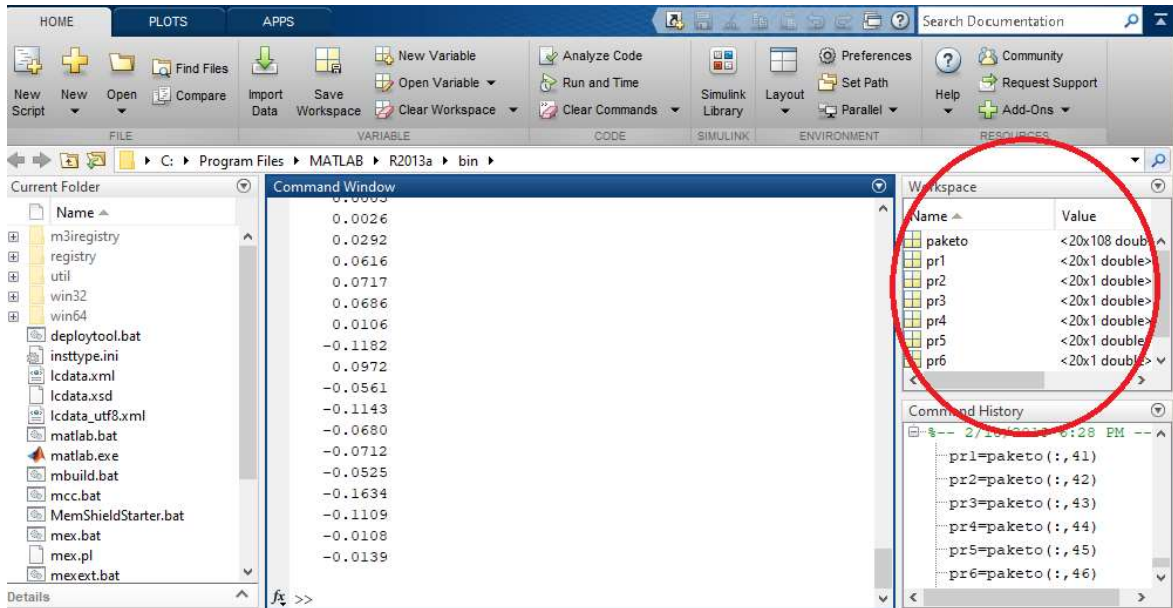 HOME PLOTS APPS Search Documentation
New Script
New
Open
Find Files
Compare
Import Data
Save Workspace
New Variable
Open Variable
Clear Workspace
Analyze Code
Run and Time
Clear Commands
Simulink Library
Layout
Preferences
Set Path
Parallel
Help
Community
Request Support
Add-Ons
FILE VARIABLE CODE SIMULINK ENVIRONMENT RESOURCES
C: Program Files MATLAB R2013a bin
Current Folder
Name
m3iregistry
registry
util
win32
win64
deploytool.bat
insttype.ini
lcdata.xml
lcdata.xsd
lcdata_utf8.xml
matlab.bat
matlab.exe
mbuild.bat
mcc.bat
MemShieldStarter.bat
mex.bat
mex.pl
mexext.bat
Details
Command Window
0.0026
0.0292
0.0616
0.0717
0.0686
0.0106
-0.1182
0.0972
-0.0561
-0.1143
-0.0680
-0.0712
-0.0525
-0.1634
-0.1109
-0.0108
-0.0139
fx >>
Workspace
Name Value
paketo <20x108 doub
pr1 <20x1 double>
pr2 <20x1 double>
pr3 <20x1 double>
pr4 <20x1 double>
pr5 <20x1 double>
pr6 <20x1 double>
Command History
6:28 PM --
pr1=paketo(:,41)
pr2=paketo(:,42)
pr3=paketo(:,43)
pr4=paketo(:,44)
pr5=paketo(:,45)
pr6=paketo(:,46)